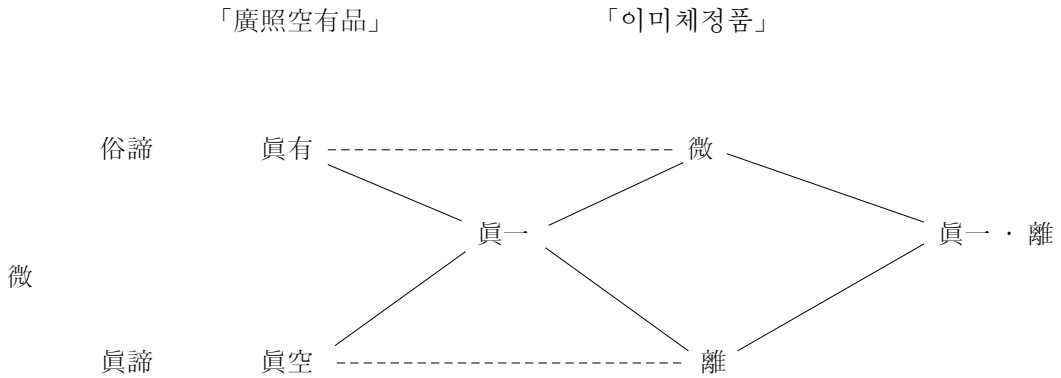 「廣照空有品」 「이미체정품」
俗諦 眞有 微
眞一 眞一 · 離
微
眞諦 眞空 離